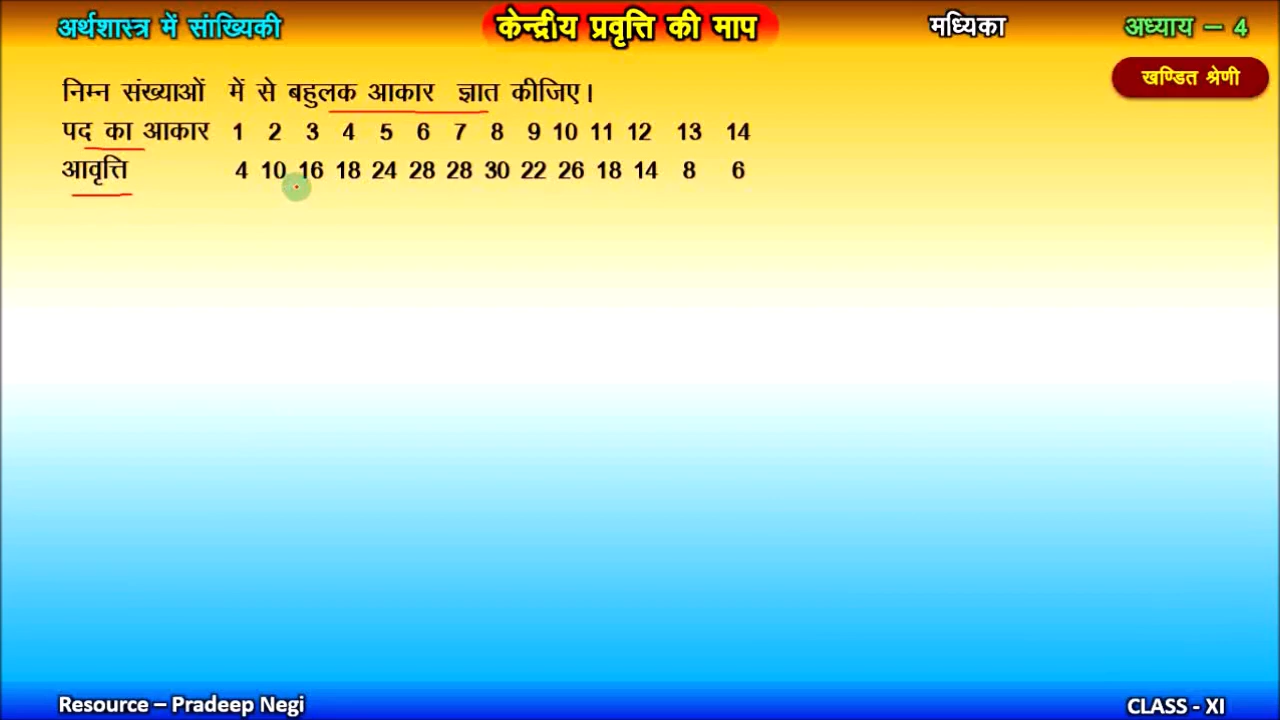 अर्थशास्त्र में सांख्यिकी
केन्द्रीय प्रवृत्ति की माप
मध्यिका
अध्याय – 4
खण्डित श्रेणी
निम्न संख्याओं में से बहुलक आकार ज्ञात कीजिए।
पद का आकार 1 2 3 4 5 6 7 8 9 10 11 12 13 14
आवृत्ति 4 10 16 18 24 28 28 30 22 26 18 14 8 6
Resource – Pradeep Negi
CLASS - XI